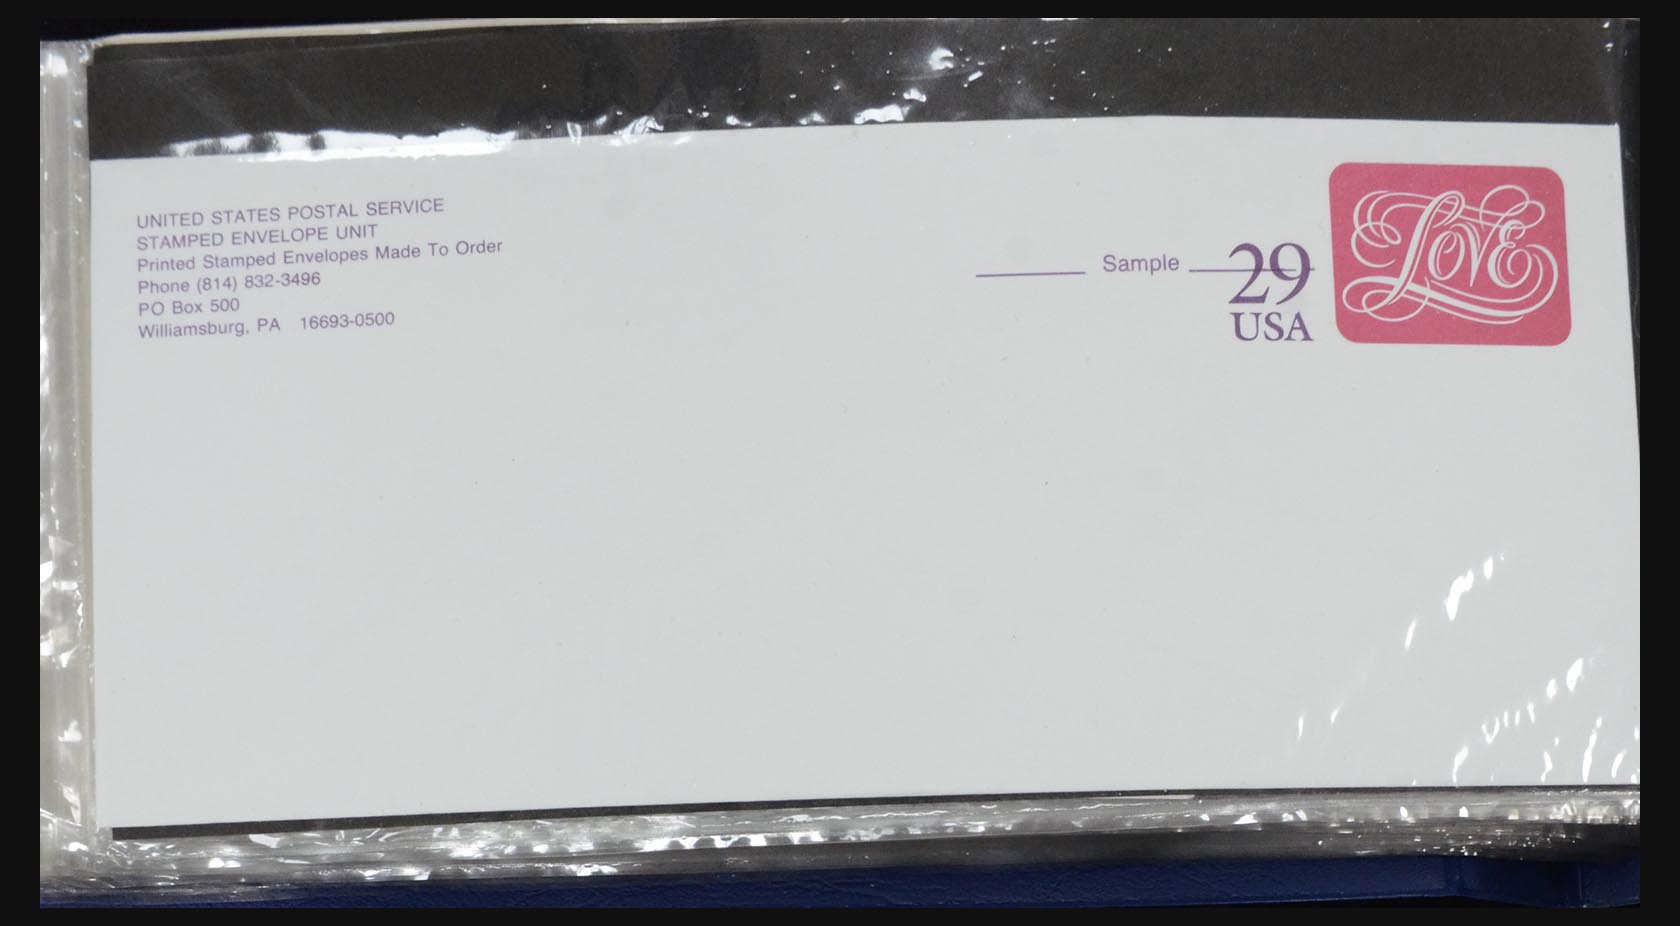 UNITED STATES POSTAL SERVICE
STAMPED ENVELOPE UNIT
Printed Stamped Envelopes Made To Order
Phone (814) 832-3496
PO Box 500
Williamsburg, PA 16693-0500
Sample
29
USA
LOVE